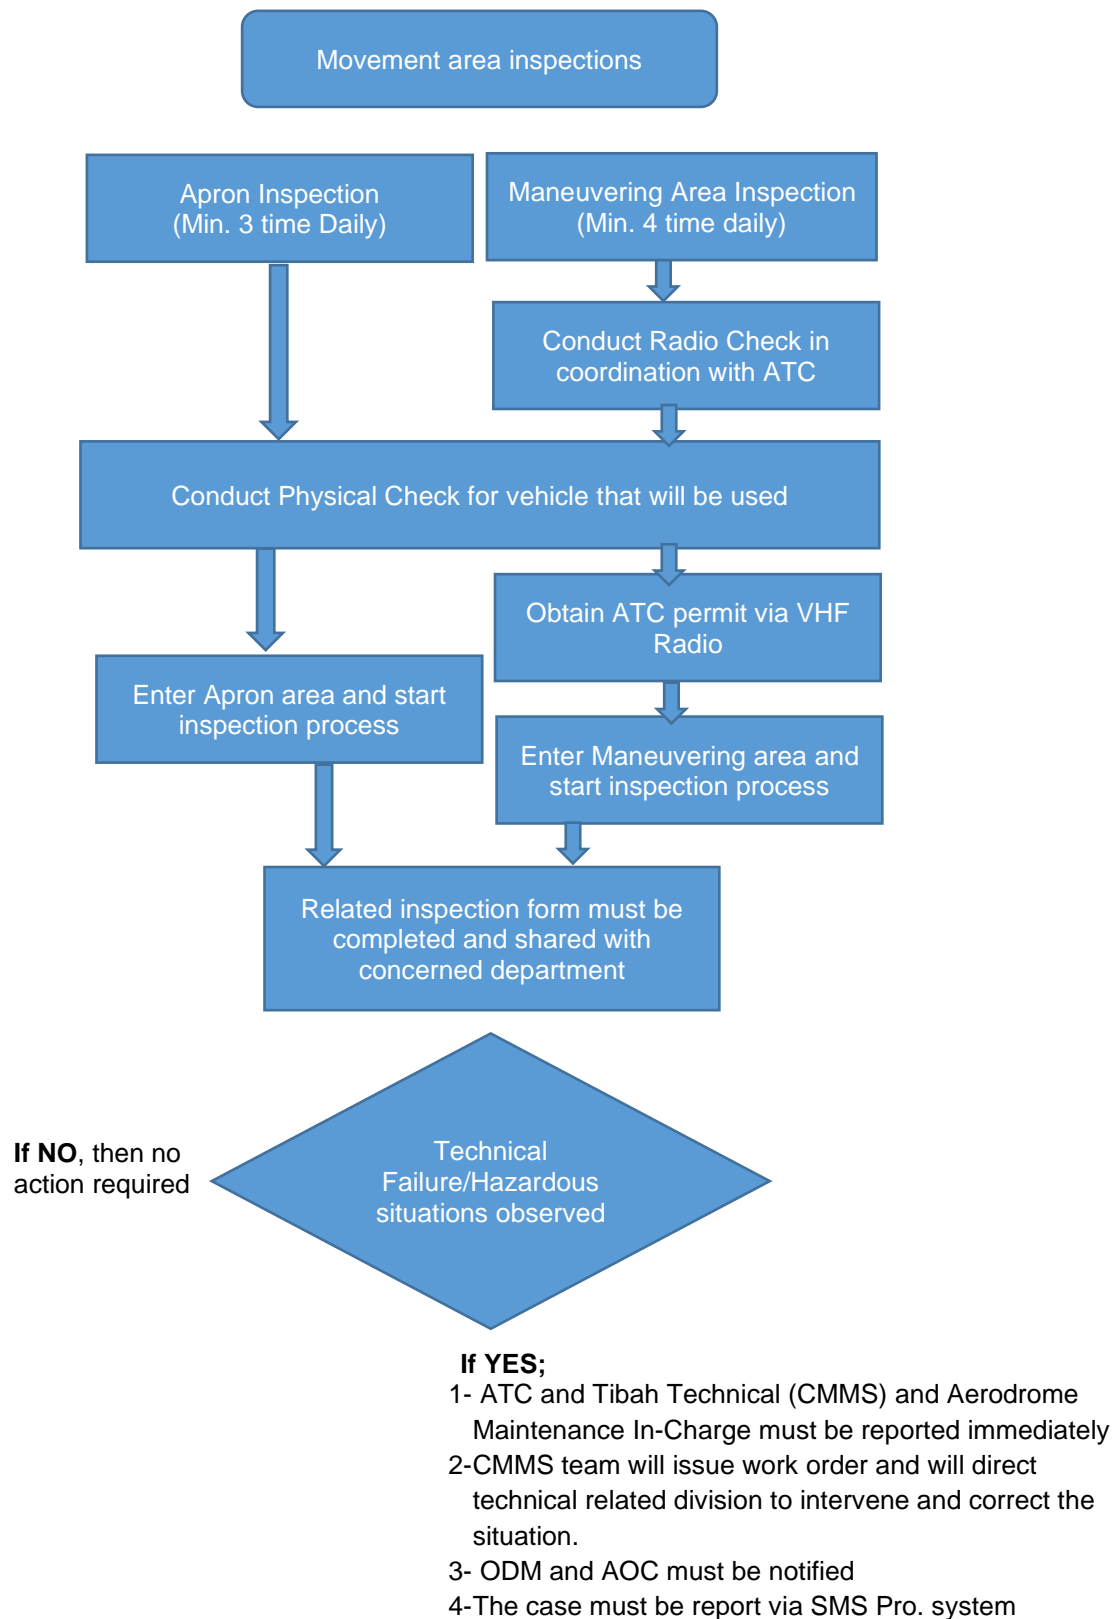 Movement area inspections
Apron Inspection
(Min. 3 time Daily)
Maneuvering Area Inspection
(Min. 4 time daily)
Conduct Radio Check in
coordination with ATC
Conduct Physical Check for vehicle that will be used
Obtain ATC permit via VHF
Radio
Enter Apron area and start
inspection process
Enter Maneuvering area and
start inspection process
Related inspection form must be
completed and shared with
concerned department
If NO, then no
action required
Technical
Failure/Hazardous
situations observed
If YES;
1- ATC and Tibah Technical (CMMS) and Aerodrome
Maintenance In-Charge must be reported immediately
2-CMMS team will issue work order and will direct
technical related division to intervene and correct the
situation.
3- ODM and AOC must be notified
4-The case must be report via SMS Pro. system